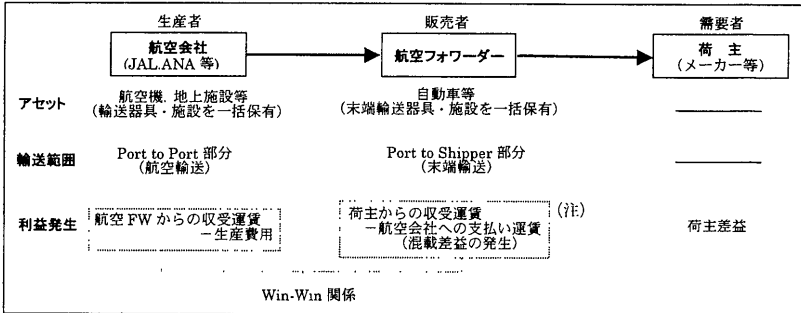 生産者 販売者 需要者
航空会社 航空フォワーダー 荷 主
(JAL.ANA 等) (メーカー等)
アセット 航空機. 地上施設等 自動車等
(輸送器具・施設を一括保有) (末端輸送器具・施設を一括保有)
輸送範囲 Port to Port 部分 Port to Shipper 部分
(航空輸送) (末端輸送)
利益発生 航空 FW からの収受運賃 荷主からの収受運賃 (注) 荷主差益
−生産費用 −航空会社への支払い運賃
(混載差益の発生)
Win-Win 関係